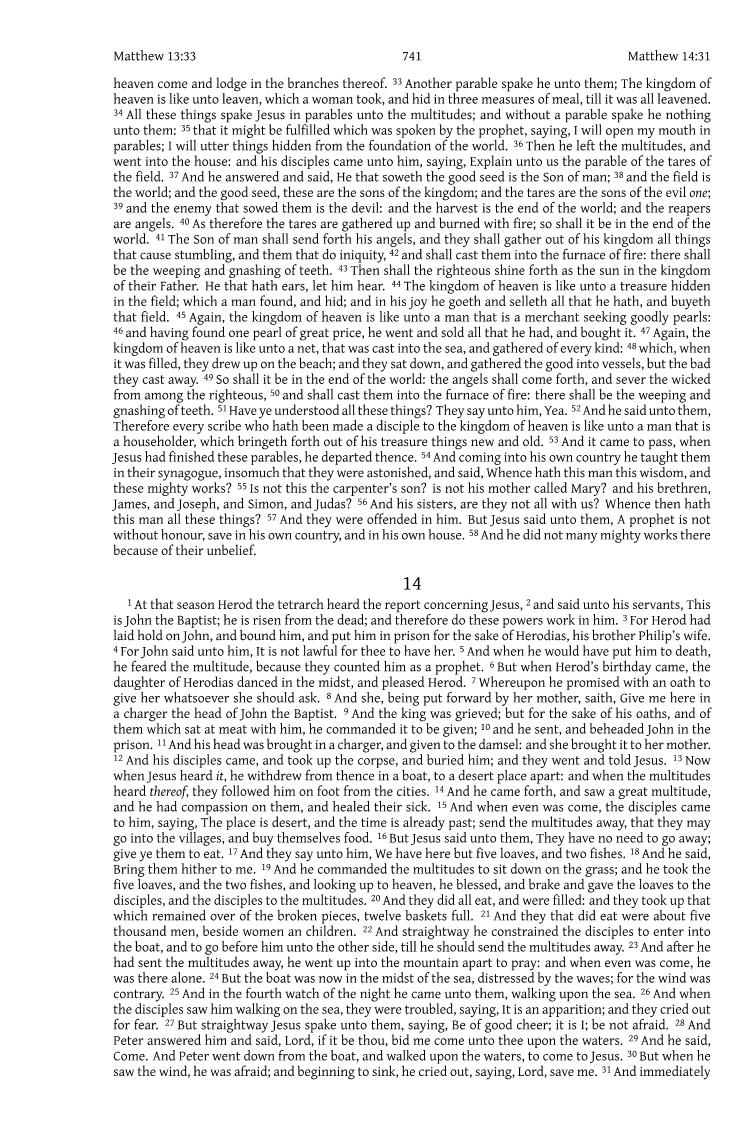 Matthew 13:33 741 Matthew 14:31
heaven come and lodge in the branches thereof. 33 Another parable spake he unto them; The kingdom of
heaven is like unto leaven, which a woman took, and hid in three measures of meal, till it was all leavened.
34 All these things spake Jesus in parables unto the multitudes; and without a parable spake he nothing
unto them: 35 that it might be fulfilled which was spoken by the prophet, saying, I will open my mouth in
parables; I will utter things hidden from the foundation of the world. 36 Then he left the multitudes, and
went into the house: and his disciples came unto him, saying, Explain unto us the parable of the tares of
the field. 37 And he answered and said, He that soweth the good seed is the Son of man; 38 and the field is
the world; and the good seed, these are the sons of the kingdom; and the tares are the sons of the evil one;
39 and the enemy that sowed them is the devil: and the harvest is the end of the world; and the reapers
are angels. 40 As therefore the tares are gathered up and burned with fire; so shall it be in the end of the
world. 41 The Son of man shall send forth his angels, and they shall gather out of his kingdom all things
that cause stumbling, and them that do iniquity, 42 and shall cast them into the furnace of fire: there shall
be the weeping and gnashing of teeth. 43 Then shall the righteous shine forth as the sun in the kingdom
of their Father. He that hath ears, let him hear. 44 The kingdom of heaven is like unto a treasure hidden
in the field; which a man found, and hid; and in his joy he goeth and selleth all that he hath, and buyeth
that field. 45 Again, the kingdom of heaven is like unto a man that is a merchant seeking goodly pearls:
46 and having found one pearl of great price, he went and sold all that he had, and bought it. 47 Again, the
kingdom of heaven is like unto a net, that was cast into the sea, and gathered of every kind: 48 which, when
it was filled, they drew up on the beach; and they sat down, and gathered the good into vessels, but the bad
they cast away. 49 So shall it be in the end of the world: the angels shall come forth, and sever the wicked
from among the righteous, 50 and shall cast them into the furnace of fire: there shall be the weeping and
gnashing of teeth. 51 Have ye understood all these things? They say unto him, Yea. 52 And he said unto them,
Therefore every scribe who hath been made a disciple to the kingdom of heaven is like unto a man that is
a householder, which bringeth forth out of his treasure things new and old. 53 And it came to pass, when
Jesus had finished these parables, he departed thence. 54 And coming into his own country he taught them
in their synagogue, insomuch that they were astonished, and said, Whence hath this man this wisdom, and
these mighty works? 55 Is not this the carpenter's son? is not his mother called Mary? and his brethren,
James, and Joseph, and Simon, and Judas? 56 And his sisters, are they not all with us? Whence then hath
this man all these things? 57 And they were offended in him. But Jesus said unto them, A prophet is not
without honour, save in his own country, and in his own house. 58 And he did not many mighty works there
because of their unbelief.
14
1 At that season Herod the tetrarch heard the report concerning Jesus, 2 and said unto his servants, This
is John the Baptist; he is risen from the dead; and therefore do these powers work in him. 3 For Herod had
laid hold on John, and bound him, and put him in prison for the sake of Herodias, his brother Philip's wife.
4 For John said unto him, It is not lawful for thee to have her. 5 And when he would have put him to death,
he feared the multitude, because they counted him as a prophet. 6 But when Herod's birthday came, the
daughter of Herodias danced in the midst, and pleased Herod. 7 Whereupon he promised with an oath to
give her whatsoever she should ask. 8 And she, being put forward by her mother, saith, Give me here in
a charger the head of John the Baptist. 9 And the king was grieved; but for the sake of his oaths, and of
them which sat at meat with him, he commanded it to be given; 10 and he sent, and beheaded John in the
prison. 11 And his head was brought in a charger, and given to the damsel: and she brought it to her mother.
12 And his disciples came, and took up the corpse, and buried him; and they went and told Jesus. 13 Now
when Jesus heard it, he withdrew from thence in a boat, to a desert place apart: and when the multitudes
heard thereof, they followed him on foot from the cities. 14 And he came forth, and saw a great multitude,
and he had compassion on them, and healed their sick. 15 And when even was come, the disciples came
to him, saying, The place is desert, and the time is already past; send the multitudes away, that they may
go into the villages, and buy themselves food. 16 But Jesus said unto them, They have no need to go away;
give ye them to eat. 17 And they say unto him, We have here but five loaves, and two fishes. 18 And he said,
Bring them hither to me. 19 And he commanded the multitudes to sit down on the grass; and he took the
five loaves, and the two fishes, and looking up to heaven, he blessed, and brake and gave the loaves to the
disciples, and the disciples to the multitudes. 20 And they did all eat, and were filled: and they took up that
which remained over of the broken pieces, twelve baskets full. 21 And they that did eat were about five
thousand men, beside women an children. 22 And straightway he constrained the disciples to enter into
the boat, and to go before him unto the other side, till he should send the multitudes away. 23 And after he
had sent the multitudes away, he went up into the mountain apart to pray: and when even was come, he
was there alone. 24 But the boat was now in the midst of the sea, distressed by the waves; for the wind was
contrary. 25 And in the fourth watch of the night he came unto them, walking upon the sea. 26 And when
the disciples saw him walking on the sea, they were troubled, saying, It is an apparition; and they cried out
for fear. 27 But straightway Jesus spake unto them, saying, Be of good cheer; it is I; be not afraid. 28 And
Peter answered him and said, Lord, if it be thou, bid me come unto thee upon the waters. 29 And he said,
Come. And Peter went down from the boat, and walked upon the waters, to come to Jesus. 30 But when he
saw the wind, he was afraid; and beginning to sink, he cried out, saying, Lord, save me. 31 And immediately